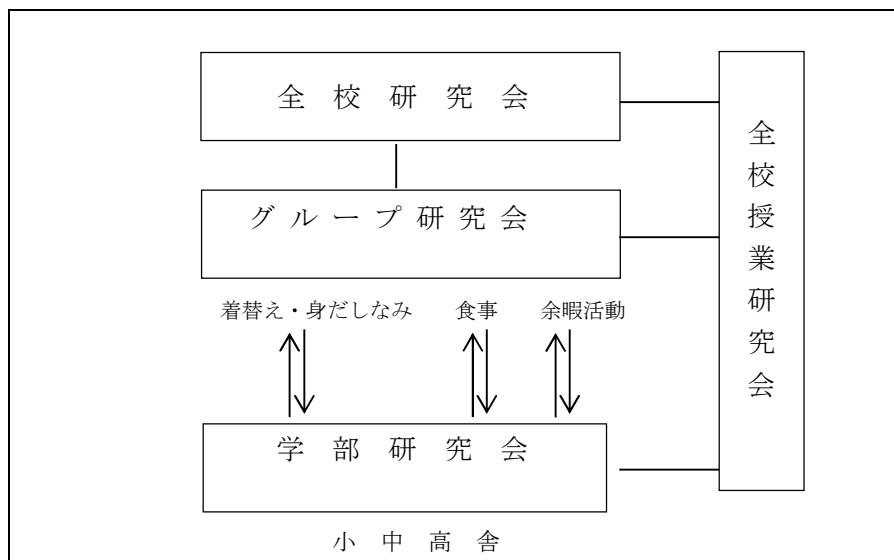 全校研究会
グループ研究会
着替え・身だしなみ 食事 余暇活動
学部研究会
小中高舎
全校授業研究会